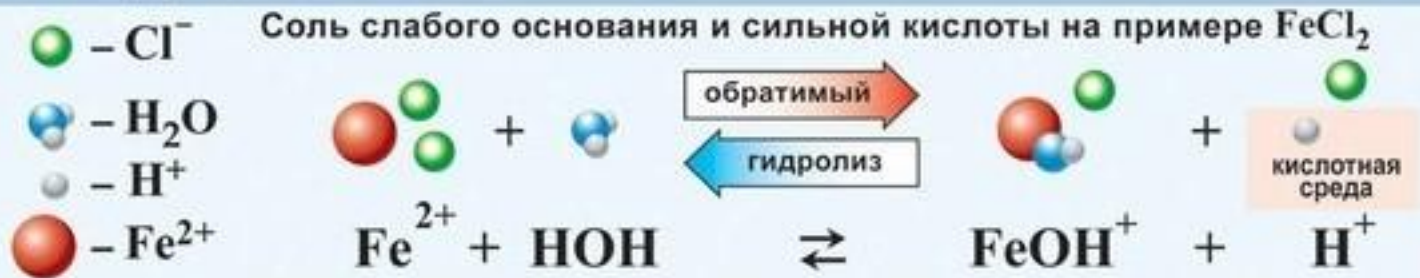 Соль слабого основания и сильной кислоты на примере FeCl₂
– Cl⁻
– H₂O
– H⁺
– Fe²⁺
+
обратимый
гидролиз
+
кислотная
среда
Fe²⁺ + HOH ⇄ FeOH⁺ + H⁺